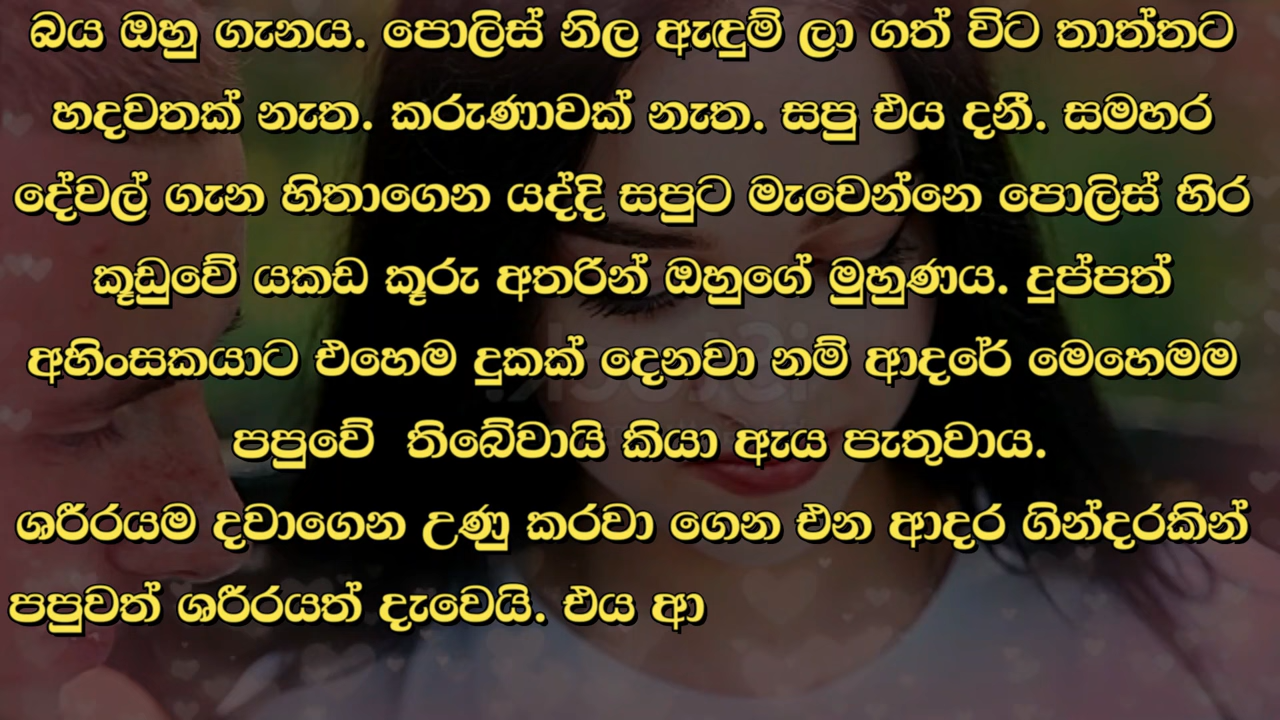 බය ඔහු ගැනය. පොලිස් නිල ඇඳුම් ලා ගත් විට තාත්තට
හදවතක් නැත. කරුණාවක් නැත. සපු එය දනී. සමහර
දේවල් ගැන හිතාගෙන යද්දි සපුට මැවෙන්නෙ පොලිස් හිර
කූඩුවේ යකඩ කූරු අතරින් ඔහුගේ මුහුණය. දුප්පත්
අහිංසකයාට එහෙම දුකක් දෙනවා නම් ආදරේ මෙහෙමම
පපුවේ  තිබේවායි කියා ඇය පැතුවාය.
ශරීරයම දවාගෙන උණු කරවා ගෙන එන ආදර ගින්දරකින්
පපුවත් ශරීරයත් දැවෙයි. එය ආ